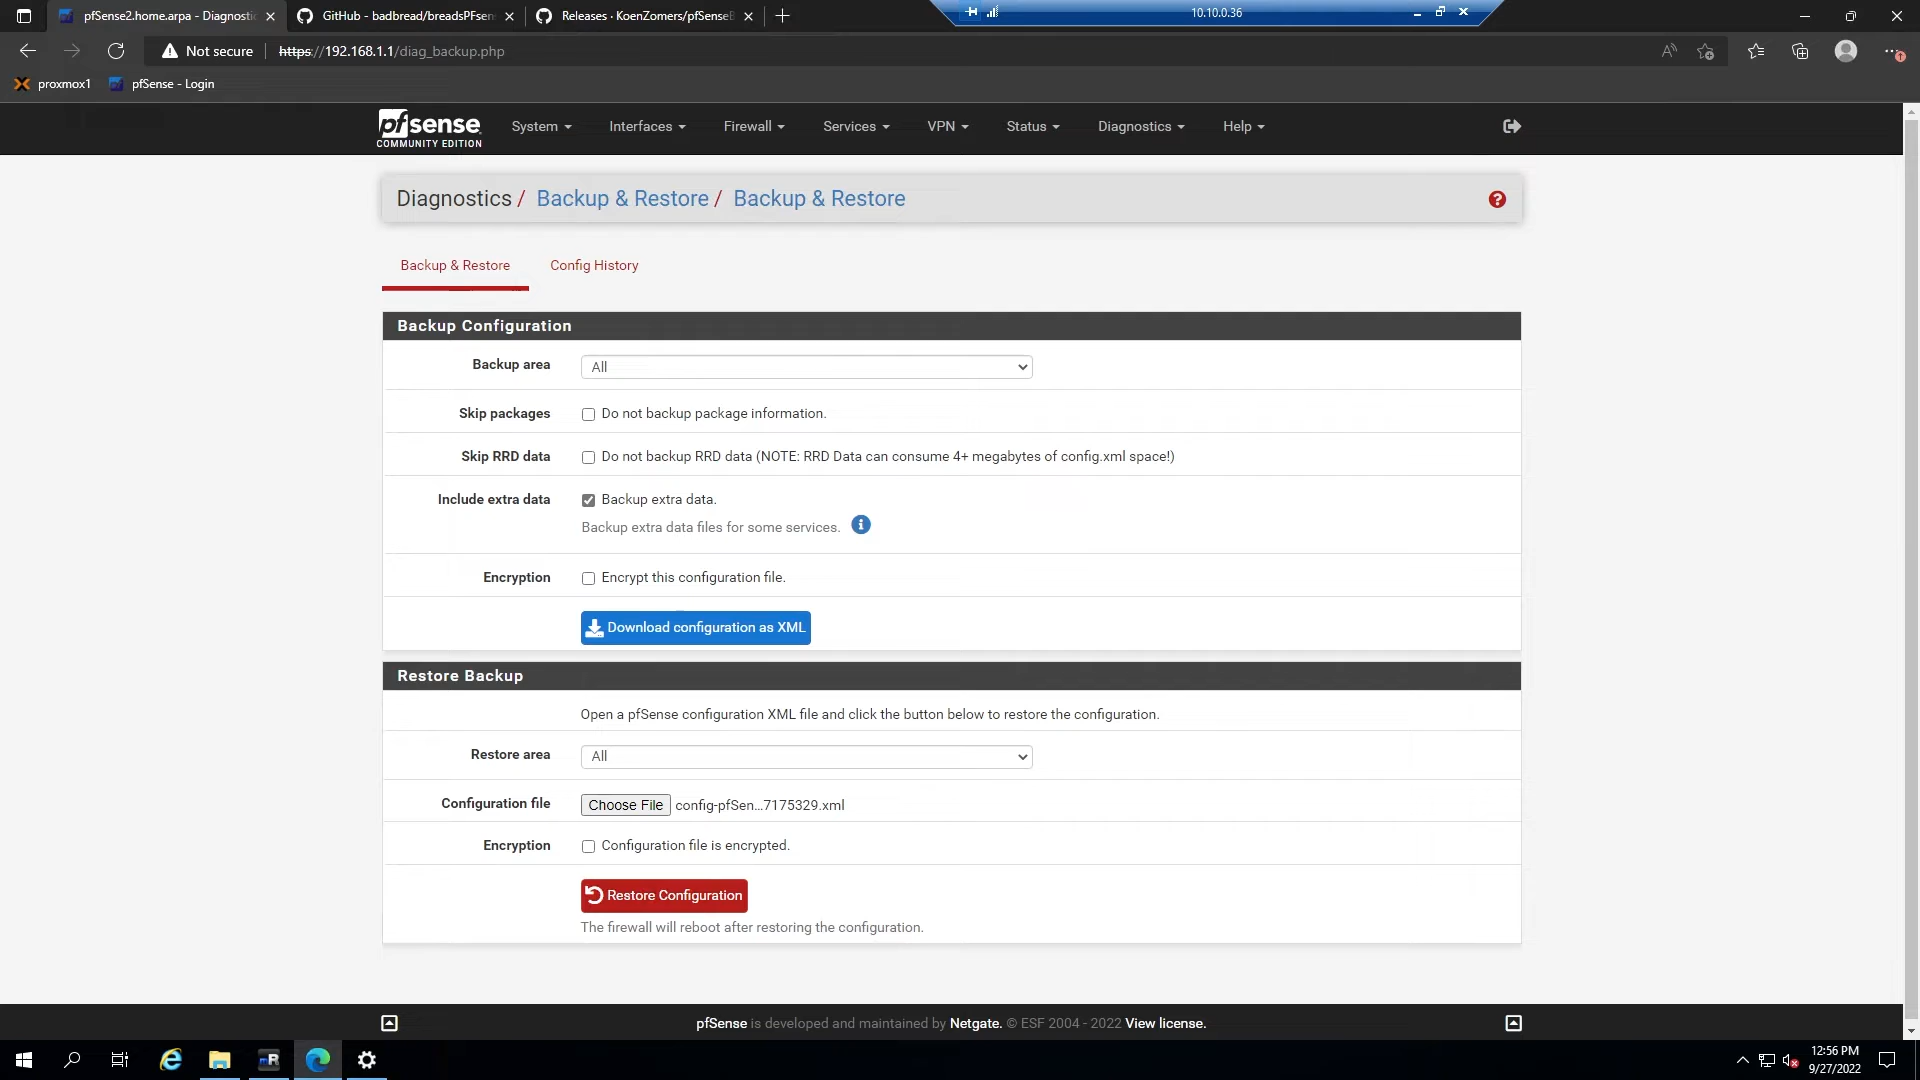 pfSense2.home.arpa - Diagnostic
GitHub - badbread/breadsPFsen
Releases · KoenZomers/pfSenseB
10.10.0.36
Not secure
https://192.168.1.1/diag_backup.php
proxmox1
pfSense - Login
pfsense
COMMUNITY EDITION
System
Interfaces
Firewall
Services
VPN
Status
Diagnostics
Help
Diagnostics / Backup & Restore / Backup & Restore
Backup & Restore
Config History
Backup Configuration
Backup area
All
Skip packages
Do not backup package information.
Skip RRD data
Do not backup RRD data (NOTE: RRD Data can consume 4+ megabytes of config.xml space!)
Include extra data
Backup extra data.
Backup extra data files for some services.
Encryption
Encrypt this configuration file.
Download configuration as XML
Restore Backup
Open a pfSense configuration XML file and click the button below to restore the configuration.
Restore area
All
Configuration file
Choose File config-pfSen...7175329.xml
Encryption
Configuration file is encrypted.
Restore Configuration
The firewall will reboot after restoring the configuration.
pfSense is developed and maintained by Netgate. © ESF 2004 - 2022 View license.
mR
12:56 PM
9/27/2022